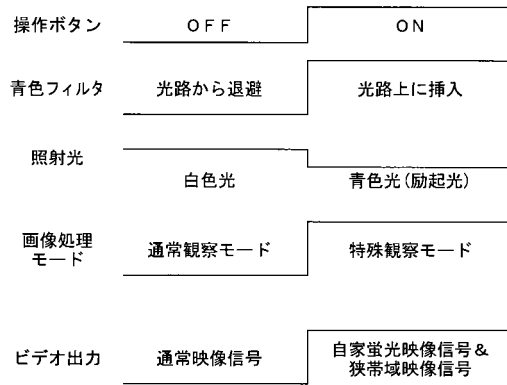 操作ボタン OFF ON
青色フィルタ 光路から退避 光路上に挿入
照射光
白色光 青色光(励起光)
画像処理
モード
通常観察モード 特殊観察モード
ビデオ出力 通常映像信号
自家蛍光映像信号&
狭帯域映像信号